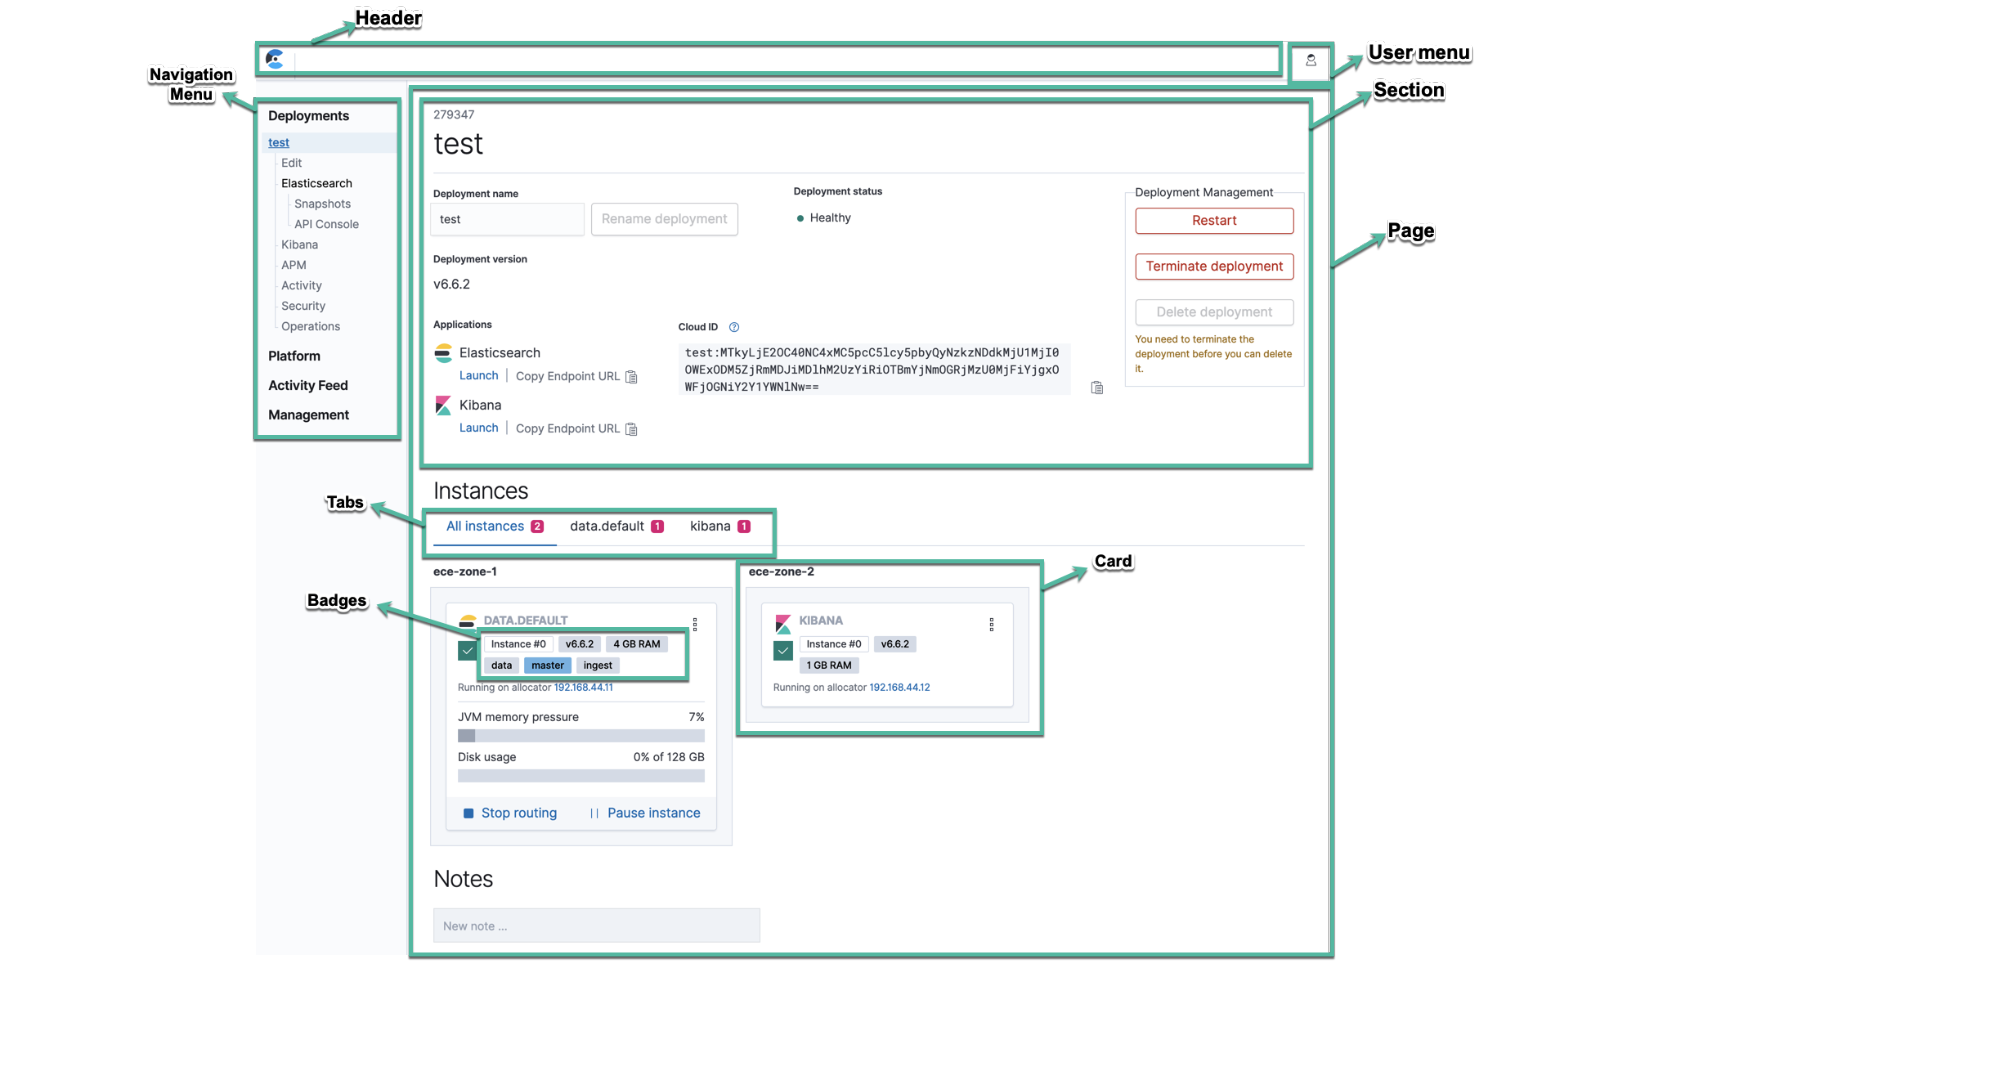 Header
User menu
Navigation
Menu
Section
Deployments
test
Edit
Elasticsearch
Snapshots
API Console
Kibana
APM
Activity
Security
Operations
Platform
Activity Feed
Management
279347
test
Deployment name
test
Rename deployment
Deployment status
Healthy
Deployment Management
Restart
Terminate deployment
Delete deployment
You need to terminate the
deployment before you can delete
it.
Page
Deployment version
v6.6.2
Applications
Elasticsearch
Launch | Copy Endpoint URL
Kibana
Launch | Copy Endpoint URL
Cloud ID
test:MTkyLjE2OC40NC4xMC5pcC5lcy5pbyQyNzkzNDdkMjU1MjI0
OWExODM5ZjRmMDJiMDlhM2UzYiRiOTBmYjNmOGRjMzU0MjFiYjgxO
WFjOGNiY2Y1YWNlNw==
Instances
Tabs
All instances 2 data.default 1 kibana 1
ece-zone-1
Badges
DATA.DEFAULT
Instance #0 v6.6.2 4 GB RAM
data master ingest
Running on allocator 192.168.44.11
JVM memory pressure 7%
Disk usage 0% of 128 GB
Stop routing Pause instance
ece-zone-2
Card
KIBANA
Instance #0 v6.6.2
1 GB RAM
Running on allocator 192.168.44.12
Notes
New note ...